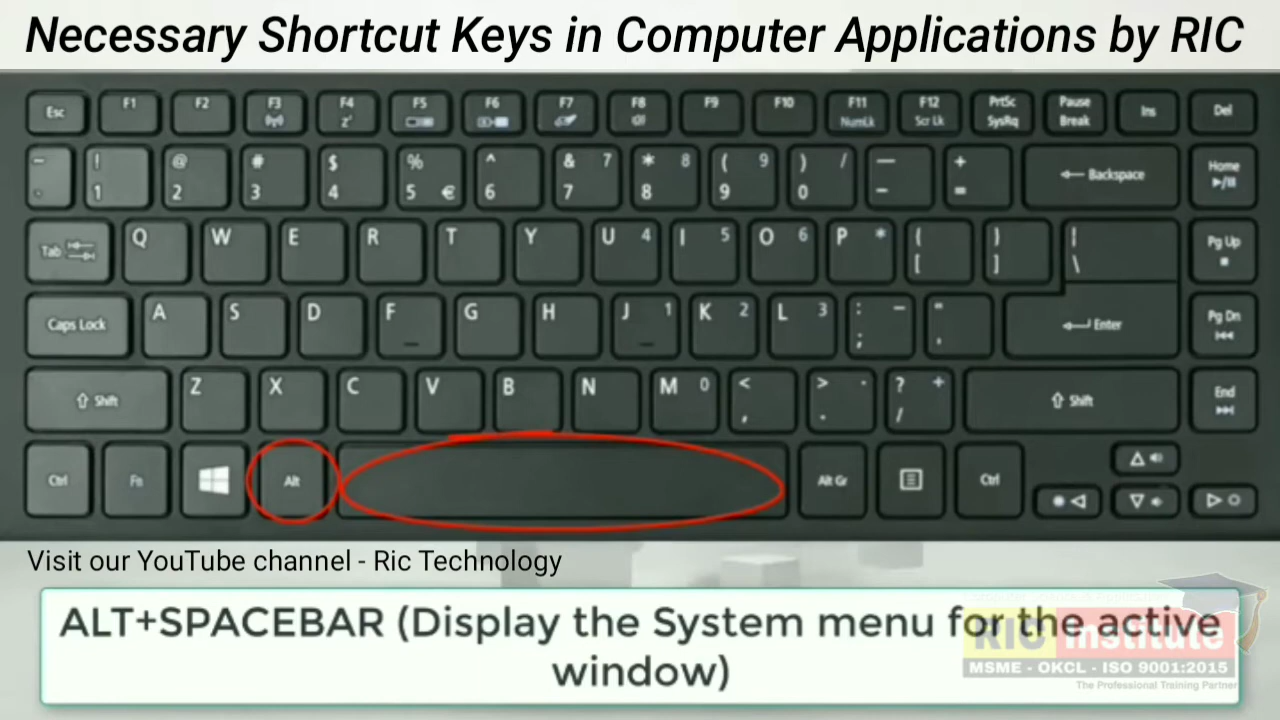 Necessary Shortcut Keys in Computer Applications by RIC
Esc F1 F2 F3 F4 z' F5 F6 F7 F8 F9 F10 F11 NumLk F12 Scr Lk PrtSc SysRq Pause Break Ins Del
! 1 @ 2 # 3 $ 4 % 5 € ^ 6 & 7 7 * 8 8 ( 9 9 ) / 0 — - + = Backspace Home
Tab Q W E R T Y U 4 I 5 O 6 P * { [ } ] | \ Pg Up
Caps Lock A S D F G H J 1 K 2 L 3 : - ; " ' Enter Pg Dn
Shift Z X C V B N M 0 < , > . . ? + / Shift End
Ctrl Fn Alt Alt Gr Ctrl
Visit our YouTube channel - Ric Technology
ALT+SPACEBAR (Display the System menu for the active
window)
RIC Institute
MSME - OKCL - ISO 9001:2015
The Professional Training Partner